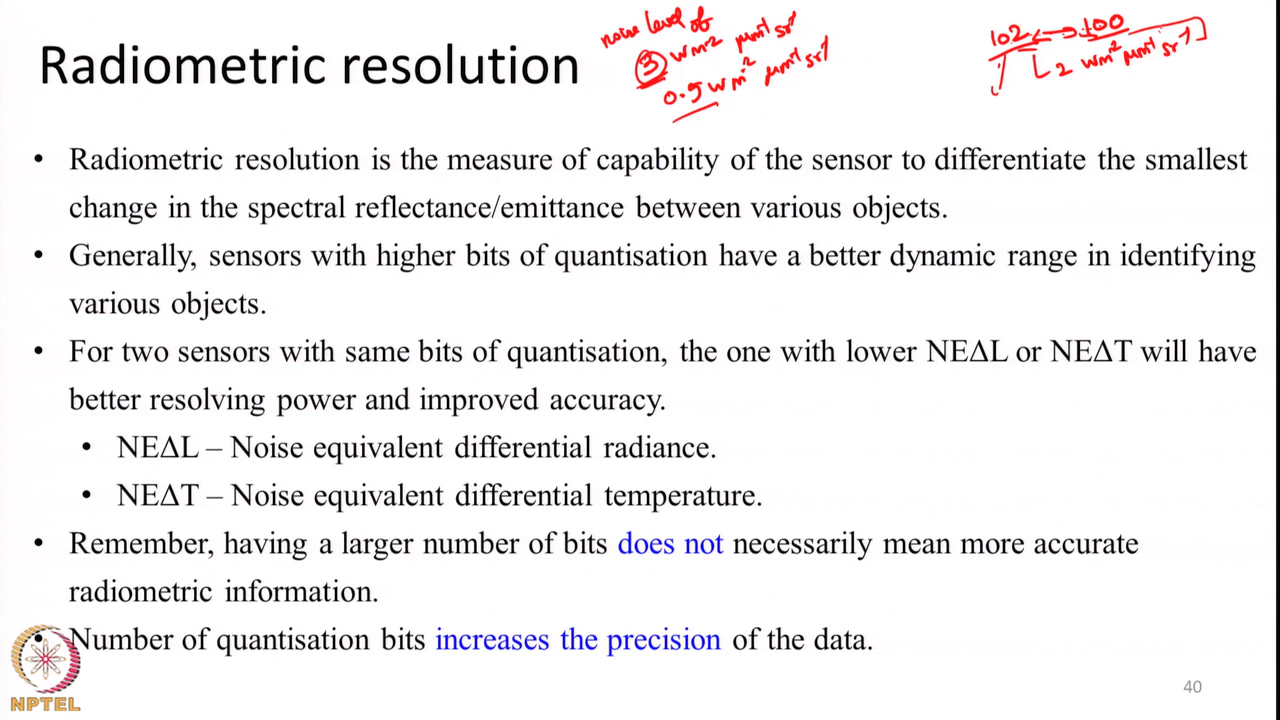 Radiometric resolution
noise level of
3 Wm⁻² μm⁻¹ sr⁻¹
0.5 Wm⁻² μm⁻¹ sr⁻¹
102 ↔ 100
2 Wm⁻² μm⁻¹ sr⁻¹
• Radiometric resolution is the measure of capability of the sensor to differentiate the smallest
change in the spectral reflectance/emittance between various objects.
• Generally, sensors with higher bits of quantisation have a better dynamic range in identifying
various objects.
• For two sensors with same bits of quantisation, the one with lower NEΔL or NEΔT will have
better resolving power and improved accuracy.
• NEΔL – Noise equivalent differential radiance.
• NEΔT – Noise equivalent differential temperature.
• Remember, having a larger number of bits does not necessarily mean more accurate
radiometric information.
• Number of quantisation bits increases the precision of the data.
NPTEL
40